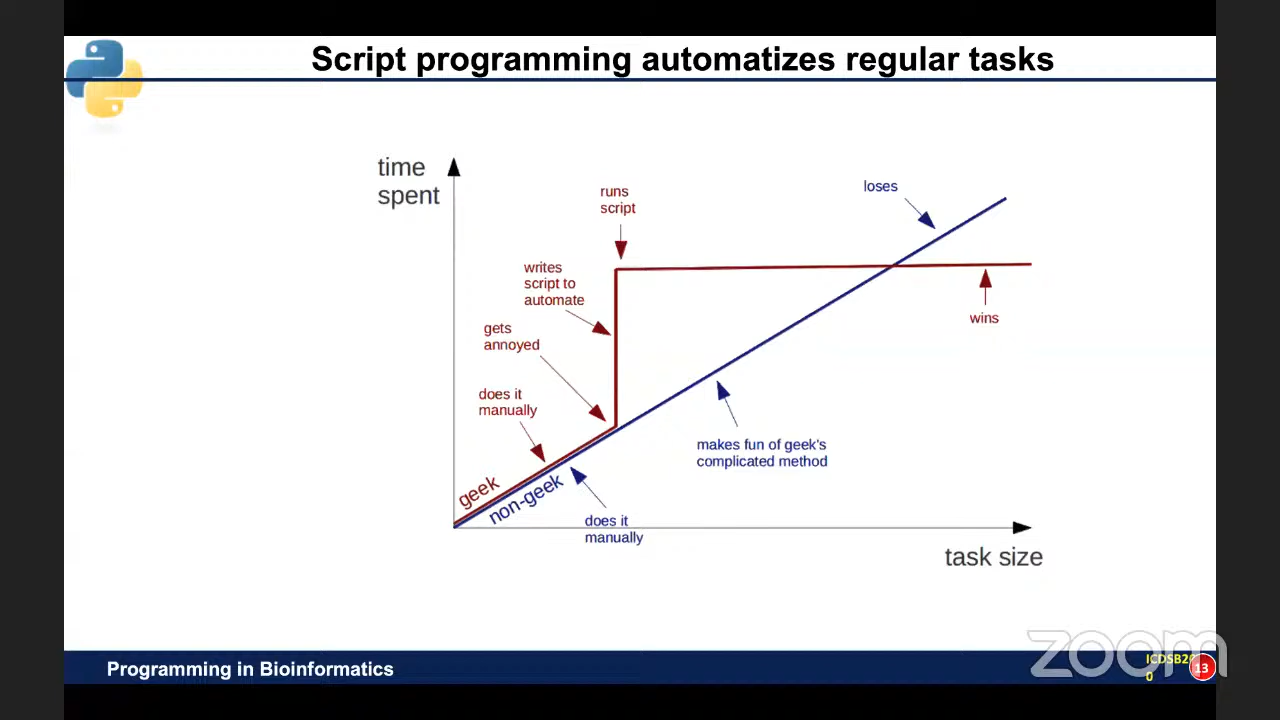 Script programming automatizes regular tasks
time
spent
runs
script
loses
writes
script to
automate
gets
annoyed
wins
does it
manually
makes fun of geek's
complicated method
geek
non-geek
does it
manually
task size
Programming in Bioinformatics
zoom
13